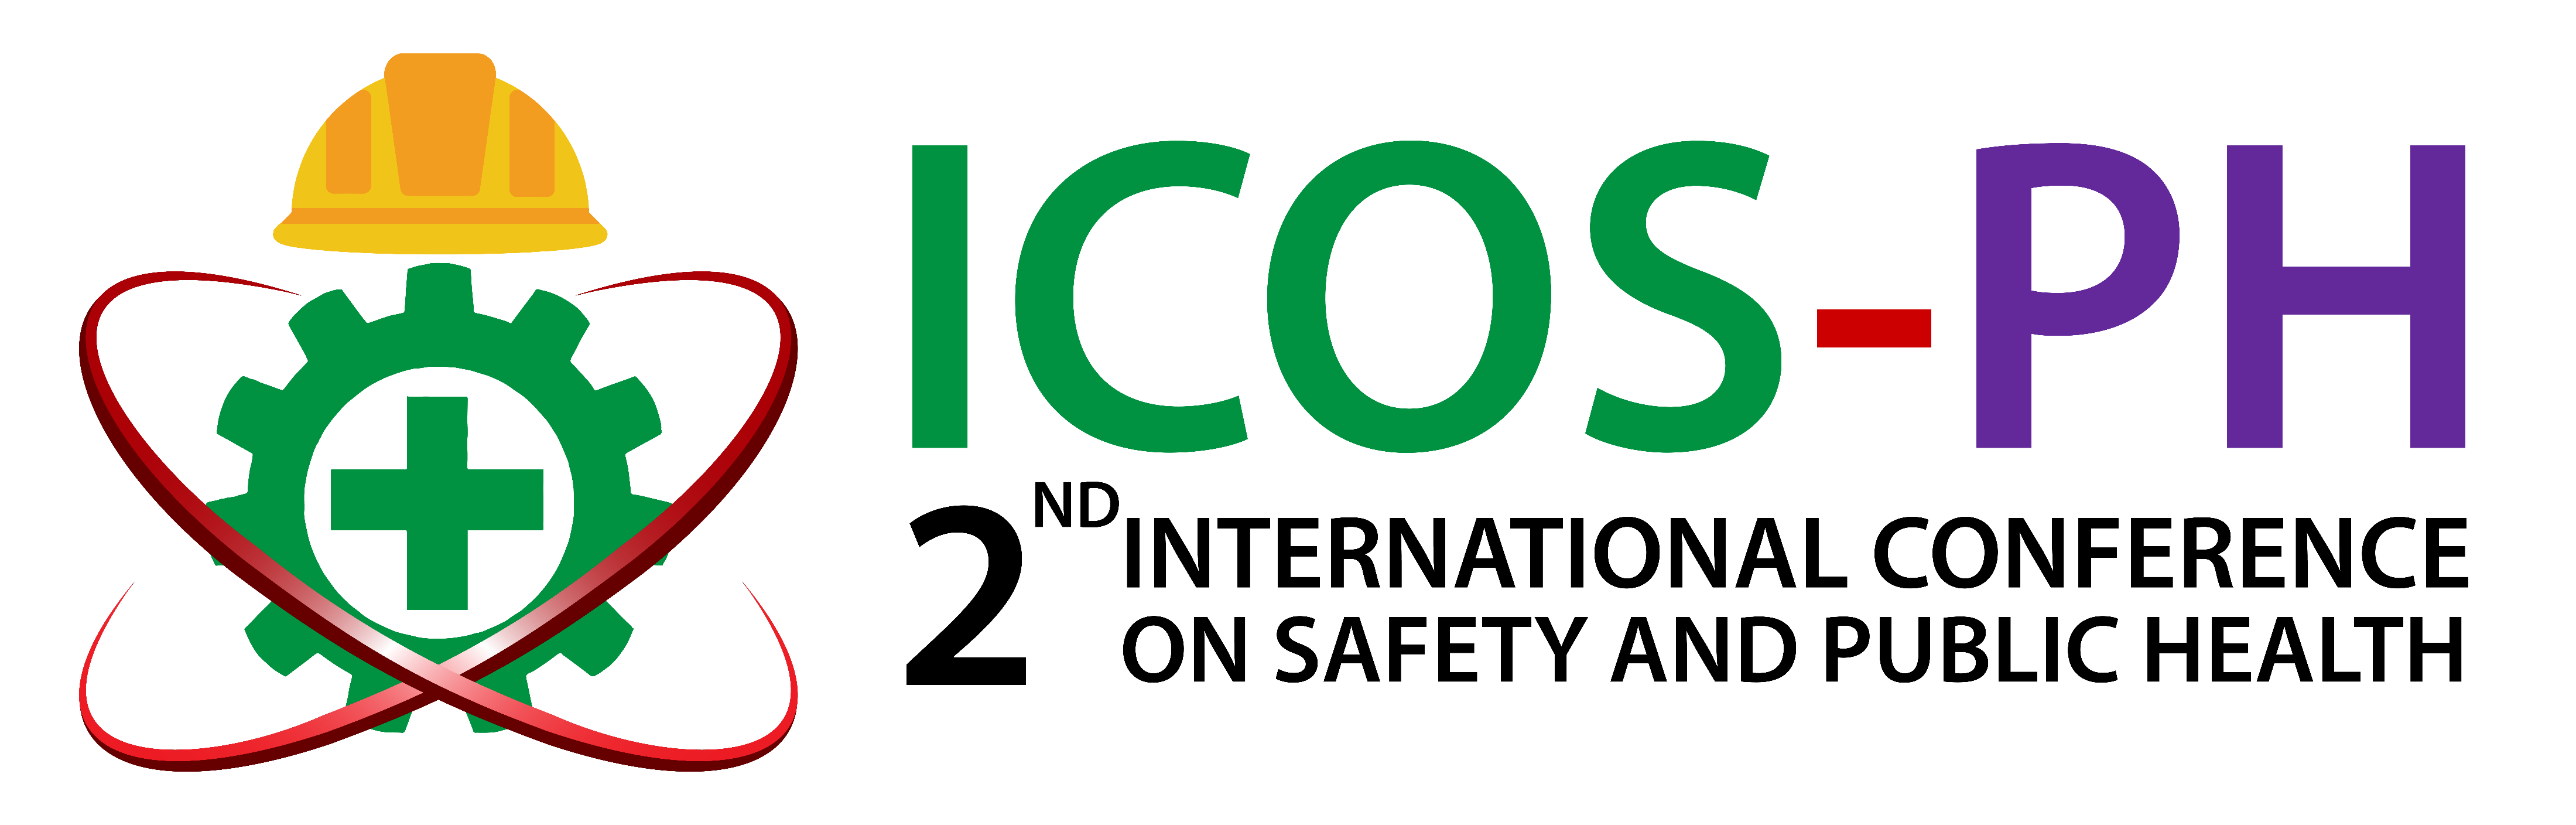 ICOS-PH
2ND INTERNATIONAL CONFERENCE
ON SAFETY AND PUBLIC HEALTH